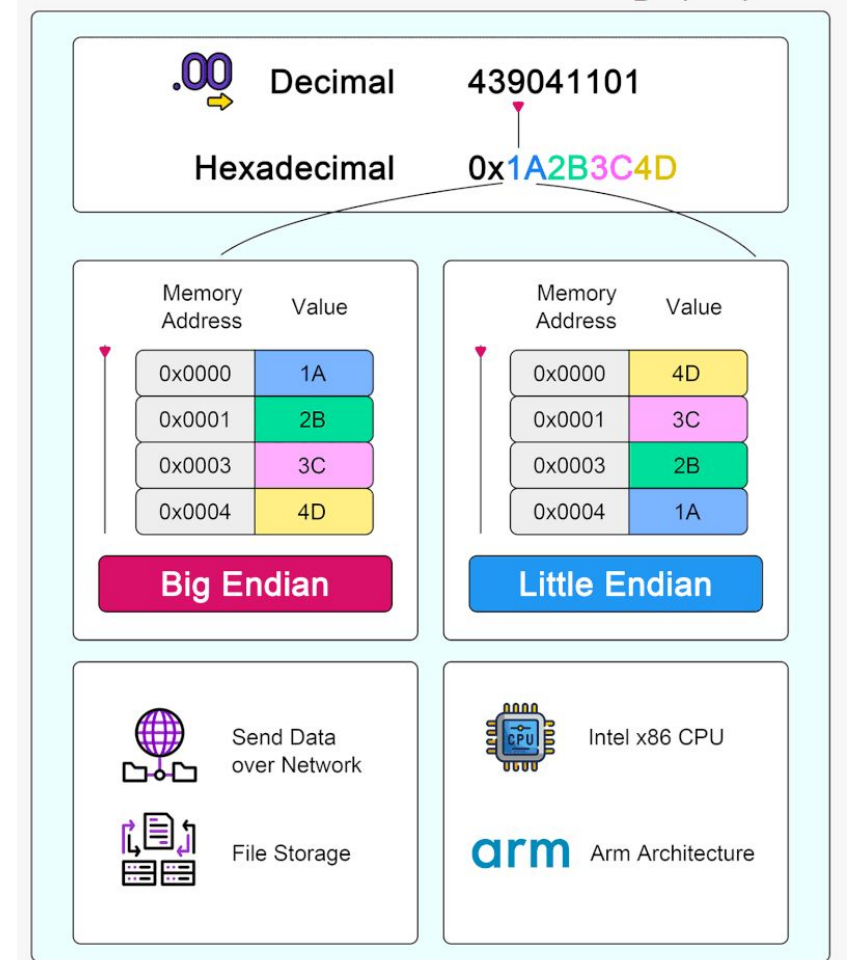 .00 Decimal 439041101
Hexadecimal 0x1A2B3C4D
Memory
Address
Value
0x0000 1A
0x0001 2B
0x0003 3C
0x0004 4D
Big Endian
Memory
Address
Value
0x0000 4D
0x0001 3C
0x0003 2B
0x0004 1A
Little Endian
Send Data
over Network
File Storage
CPU
Intel x86 CPU
arm Arm Architecture